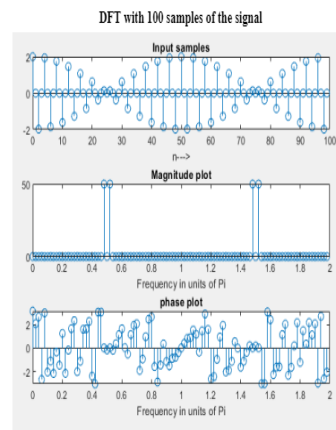 DFT with 100 samples of the signal
Input samples
2
0
-2
0 10 20 30 40 50 60 70 80 90 100
n--->
Magnitude plot
50
0
0 0.2 0.4 0.6 0.8 1 1.2 1.4 1.6 1.8 2
Frequency in units of Pi
phase plot
2
0
-2
0 0.2 0.4 0.6 0.8 1 1.2 1.4 1.6 1.8 2
Frequency in units of Pi